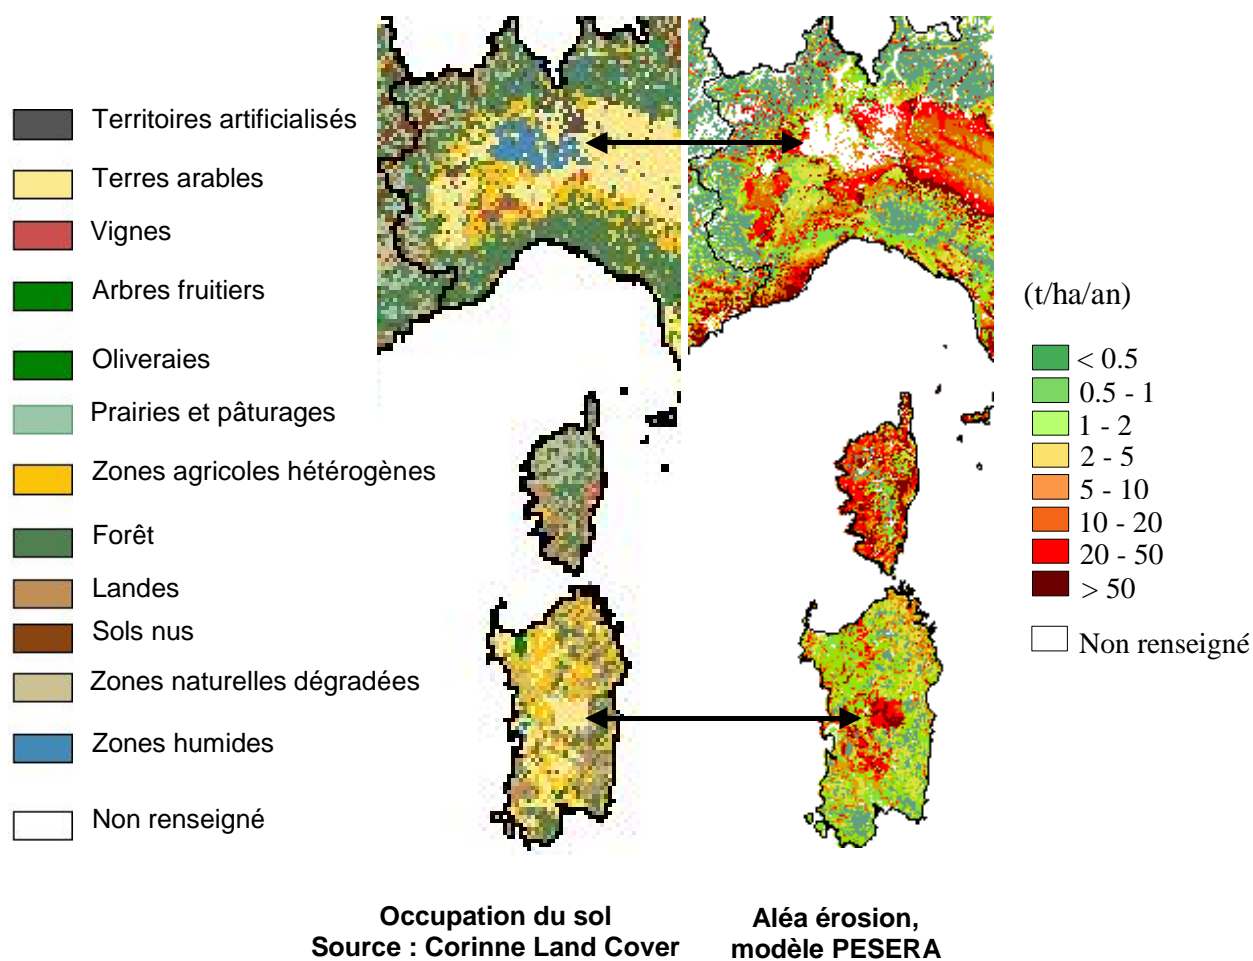 Territoires artificialisés
Terres arables
Vignes
Arbres fruitiers
Oliveraies
Prairies et pâturages
Zones agricoles hétérogènes
Forêt
Landes
Sols nus
Zones naturelles dégradées
Zones humides
Non renseigné
(t/ha/an)
< 0.5
0.5 - 1
1 - 2
2 - 5
5 - 10
10 - 20
20 - 50
> 50
Non renseigné
Occupation du sol
Source : Corinne Land Cover
Aléa érosion,
modèle PESERA